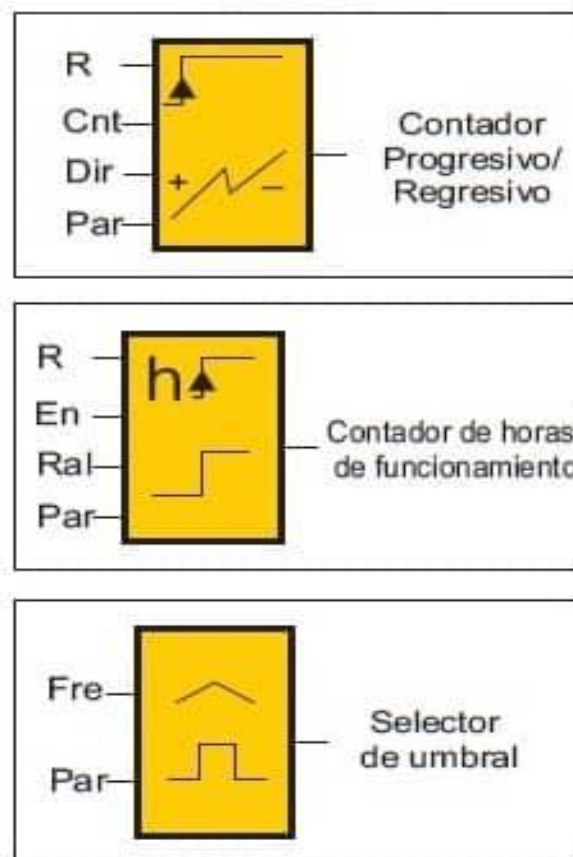 R
Cnt
Dir
Par
+
−
Contador
Progresivo/
Regresivo
R
En
Ral
Par
h
Contador de horas
de funcionamiento
Fre
Par
Selector
de umbral